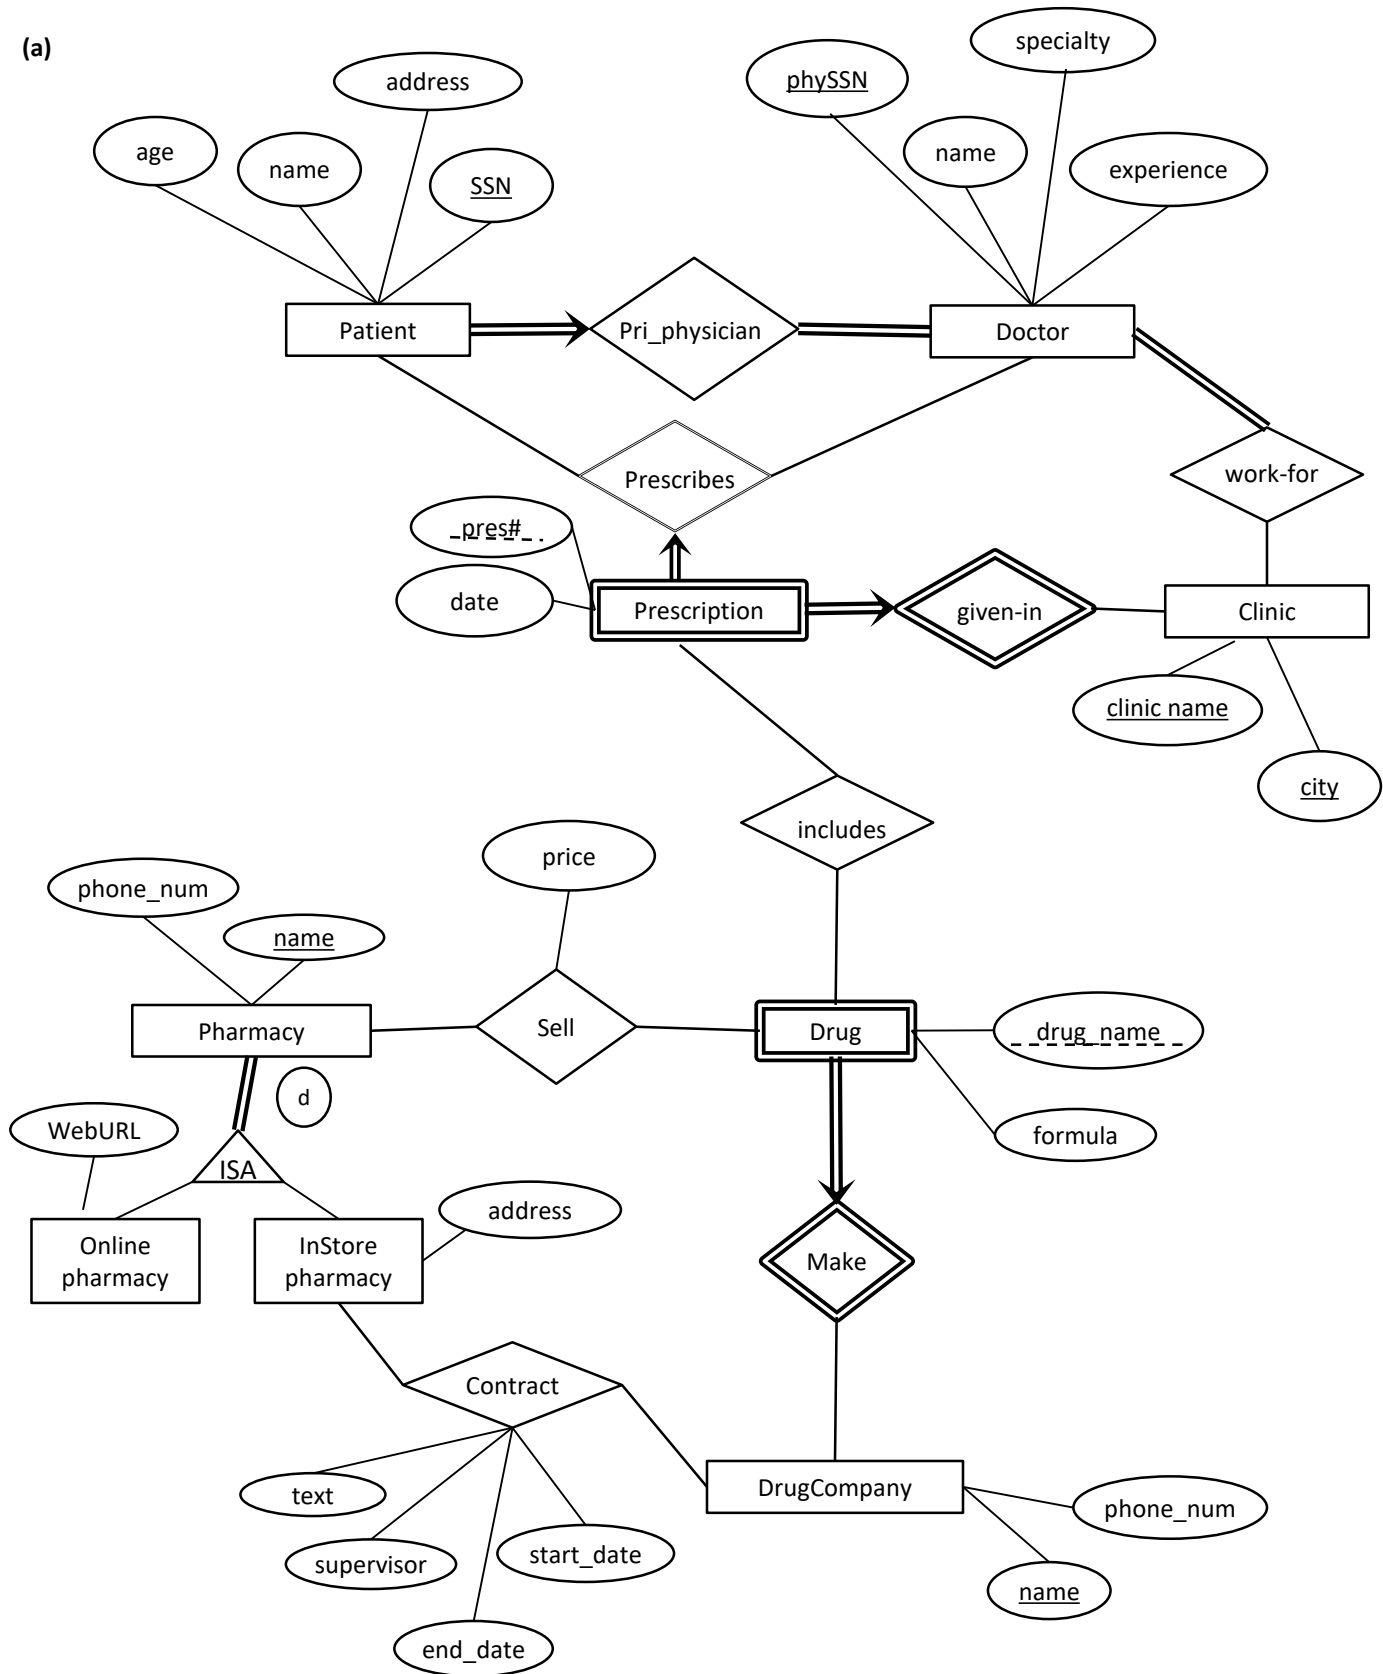 (a)
specialty
address
phySSN
age
name
name
experience
SSN
Patient
Pri_physician
Doctor
Prescribes
work-for
pres#
date
Prescription
given-in
Clinic
clinic name
city
includes
price
phone_num
name
Pharmacy
Sell
Drug
drug_name
d
WebURL
formula
ISA
address
Online
pharmacy
InStore
pharmacy
Make
Contract
text
DrugCompany
phone_num
supervisor
start_date
name
end_date